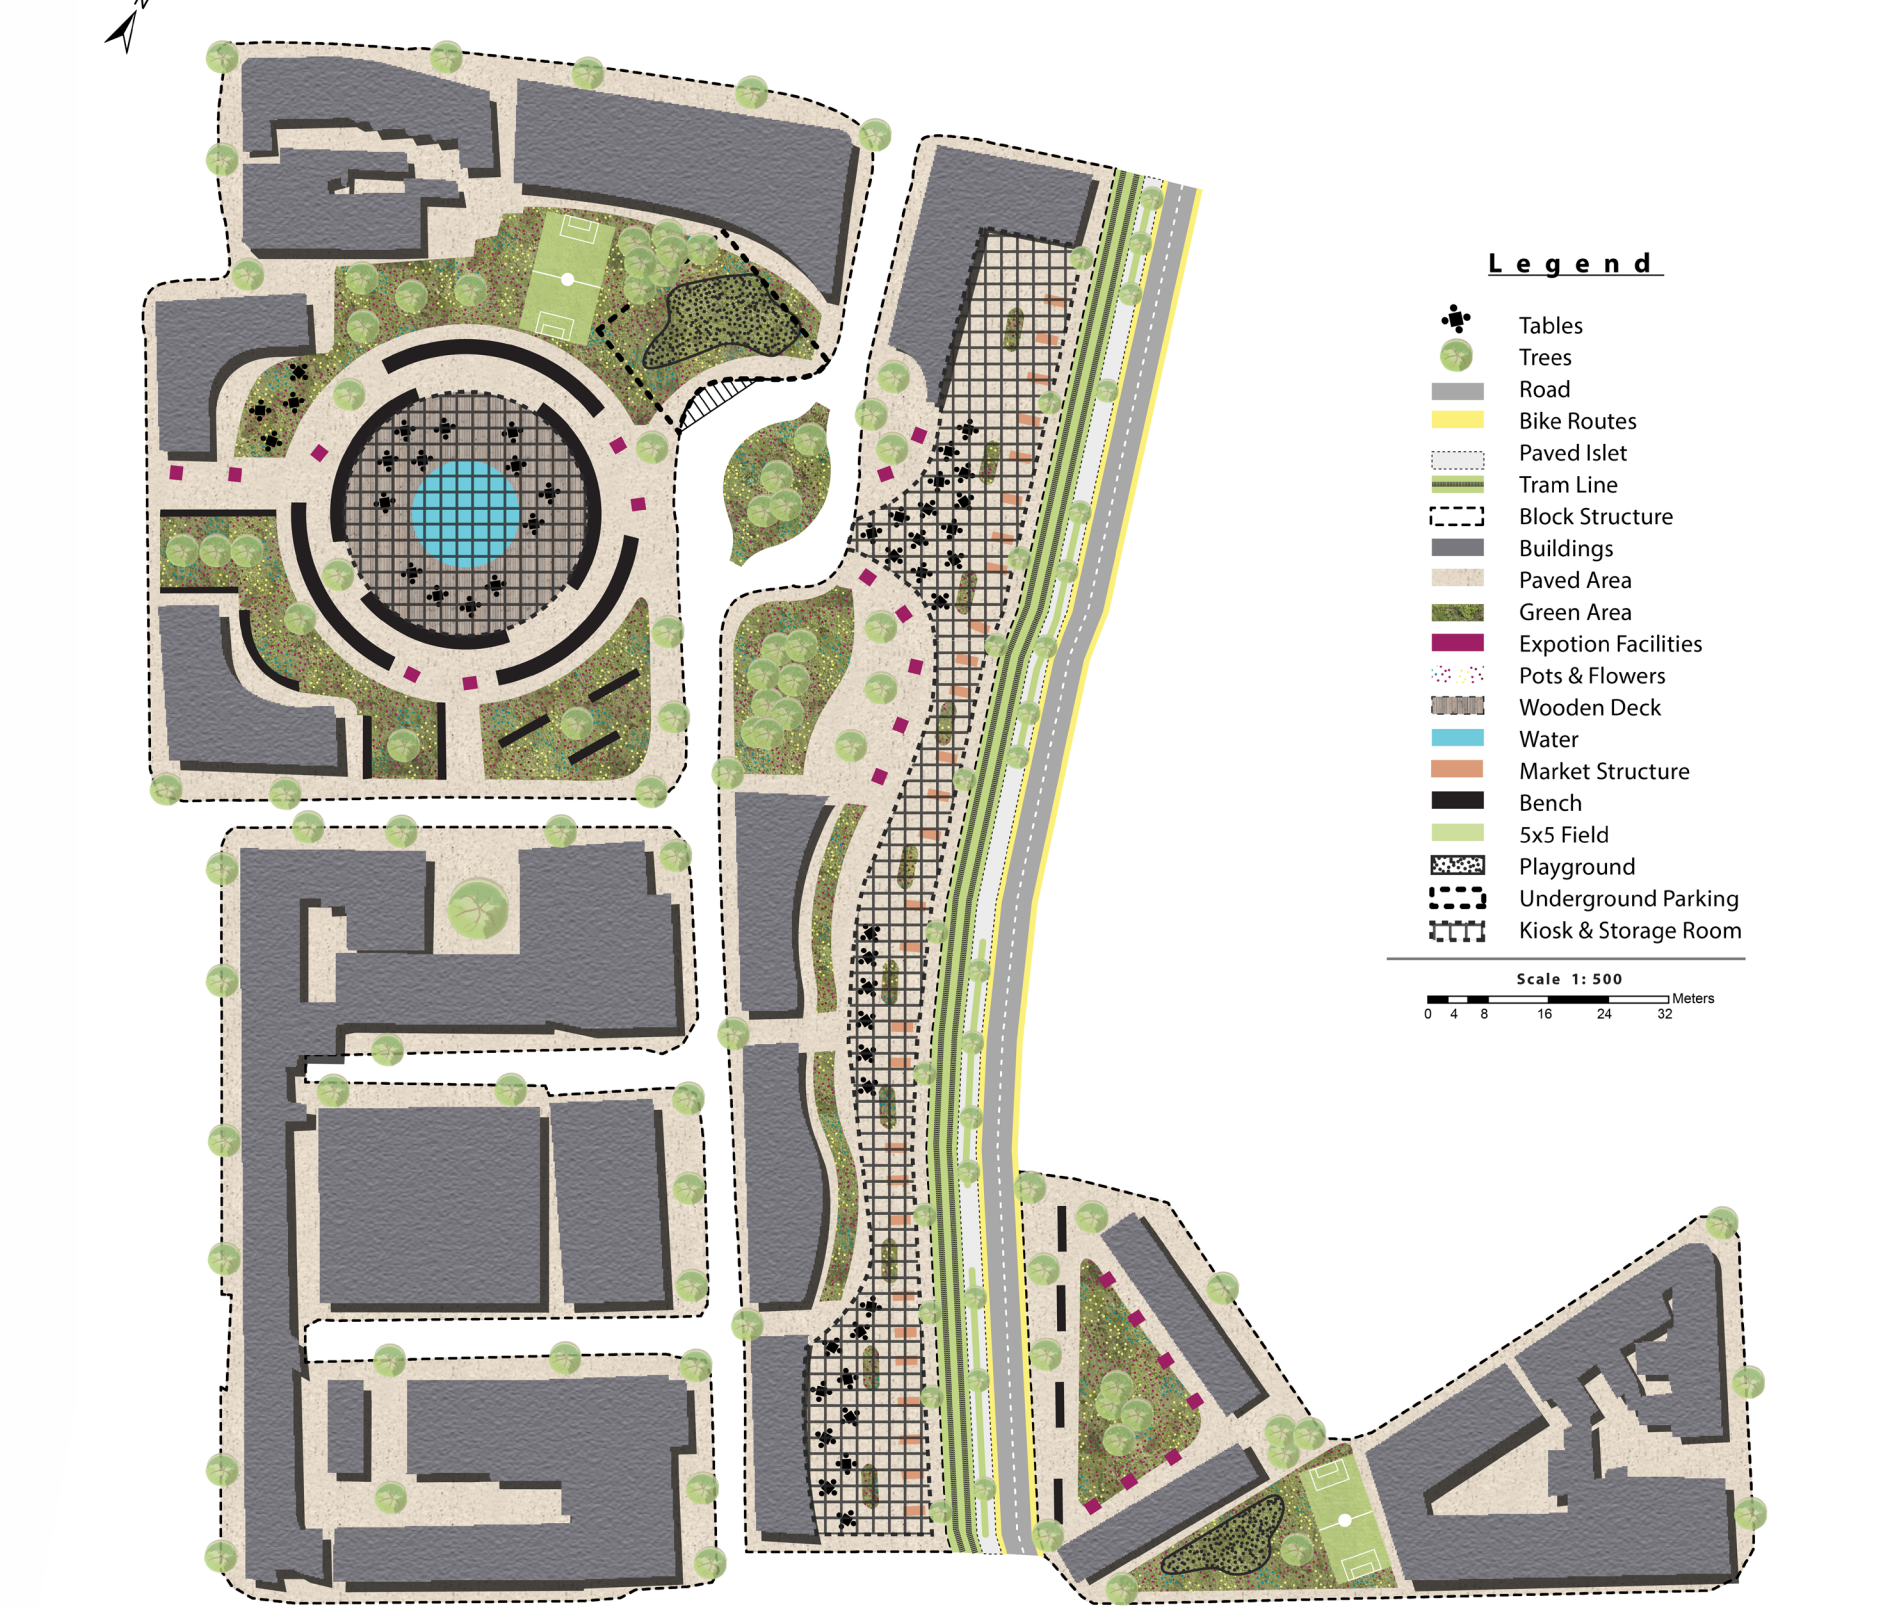 Legend
Tables
Trees
Road
Bike Routes
Paved Islet
Tram Line
Block Structure
Buildings
Paved Area
Green Area
Expotion Facilities
Pots & Flowers
Wooden Deck
Water
Market Structure
Bench
5x5 Field
Playground
Underground Parking
Kiosk & Storage Room
Scale 1: 500
Meters
0 4 8 16 24 32